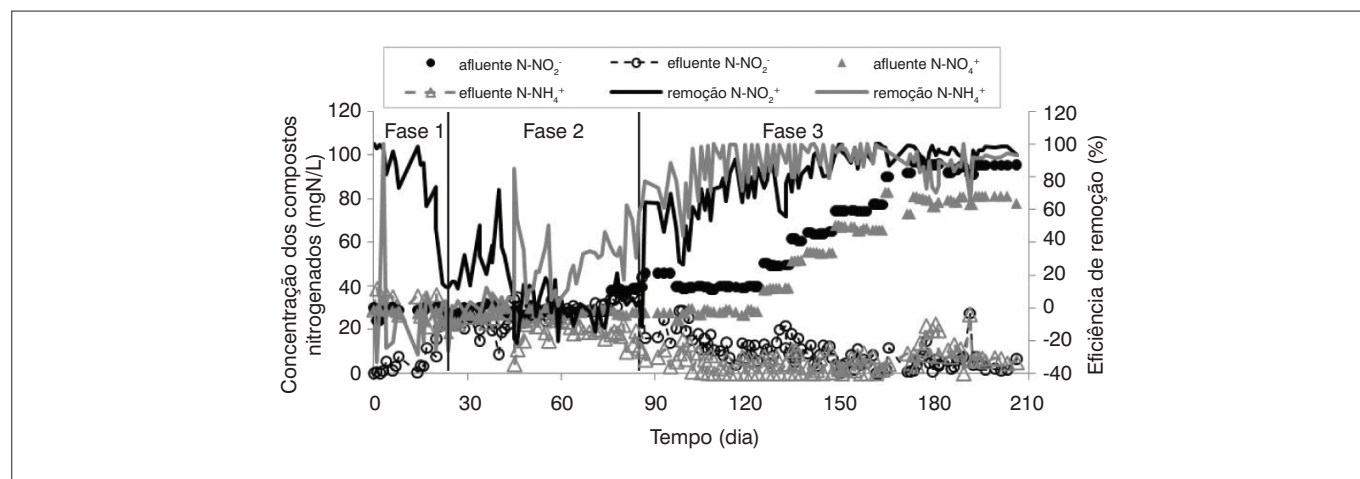 afluente N-NO₂⁻ efluente N-NO₂⁻ afluente N-NO₄⁺
efluente N-NH₄⁺ remoção N-NO₂⁺ remoção N-NH₄⁺
Concentração dos compostos
nitrogenados (mgN/L)
120
100
80
60
40
20
0
Fase 1 Fase 2 Fase 3
120
100
80
60
40
20
0
-20
-40
Eficiência de remoção (%)
0 30 60 90 120 150 180 210
Tempo (dia)